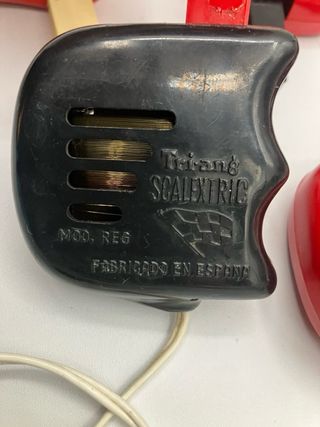 Tri-ang
SCALEXTRIC
MOD. REG
FABRICADO EN ESPAÑA